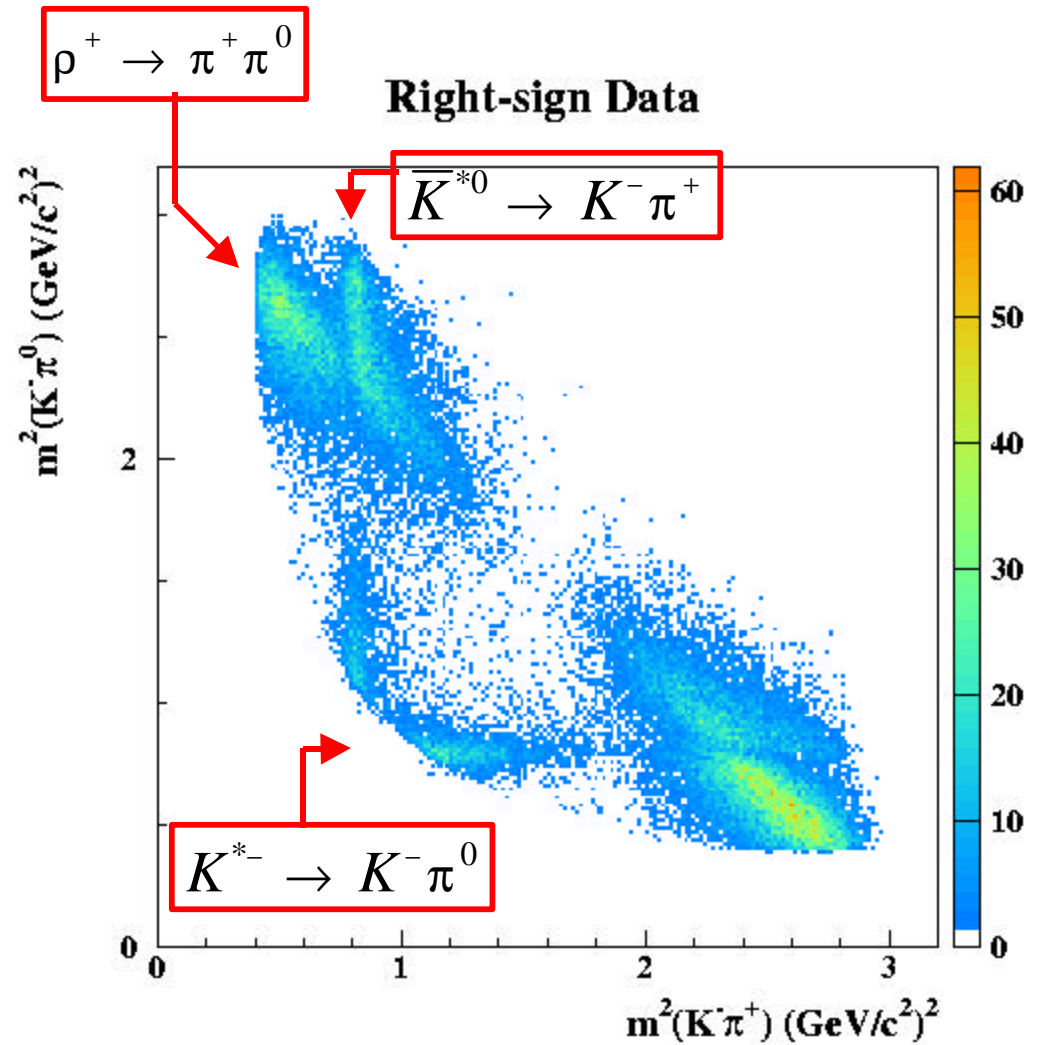 ρ⁺ → π⁺π⁰
Right-sign Data
K̅*⁰ → K⁻π⁺
m²(K⁻π⁰) (GeV/c²)²
2
0
K*⁻ → K⁻π⁰
0 1 2 3
m²(K⁻π⁺) (GeV/c²)²
60
50
40
30
20
10
0